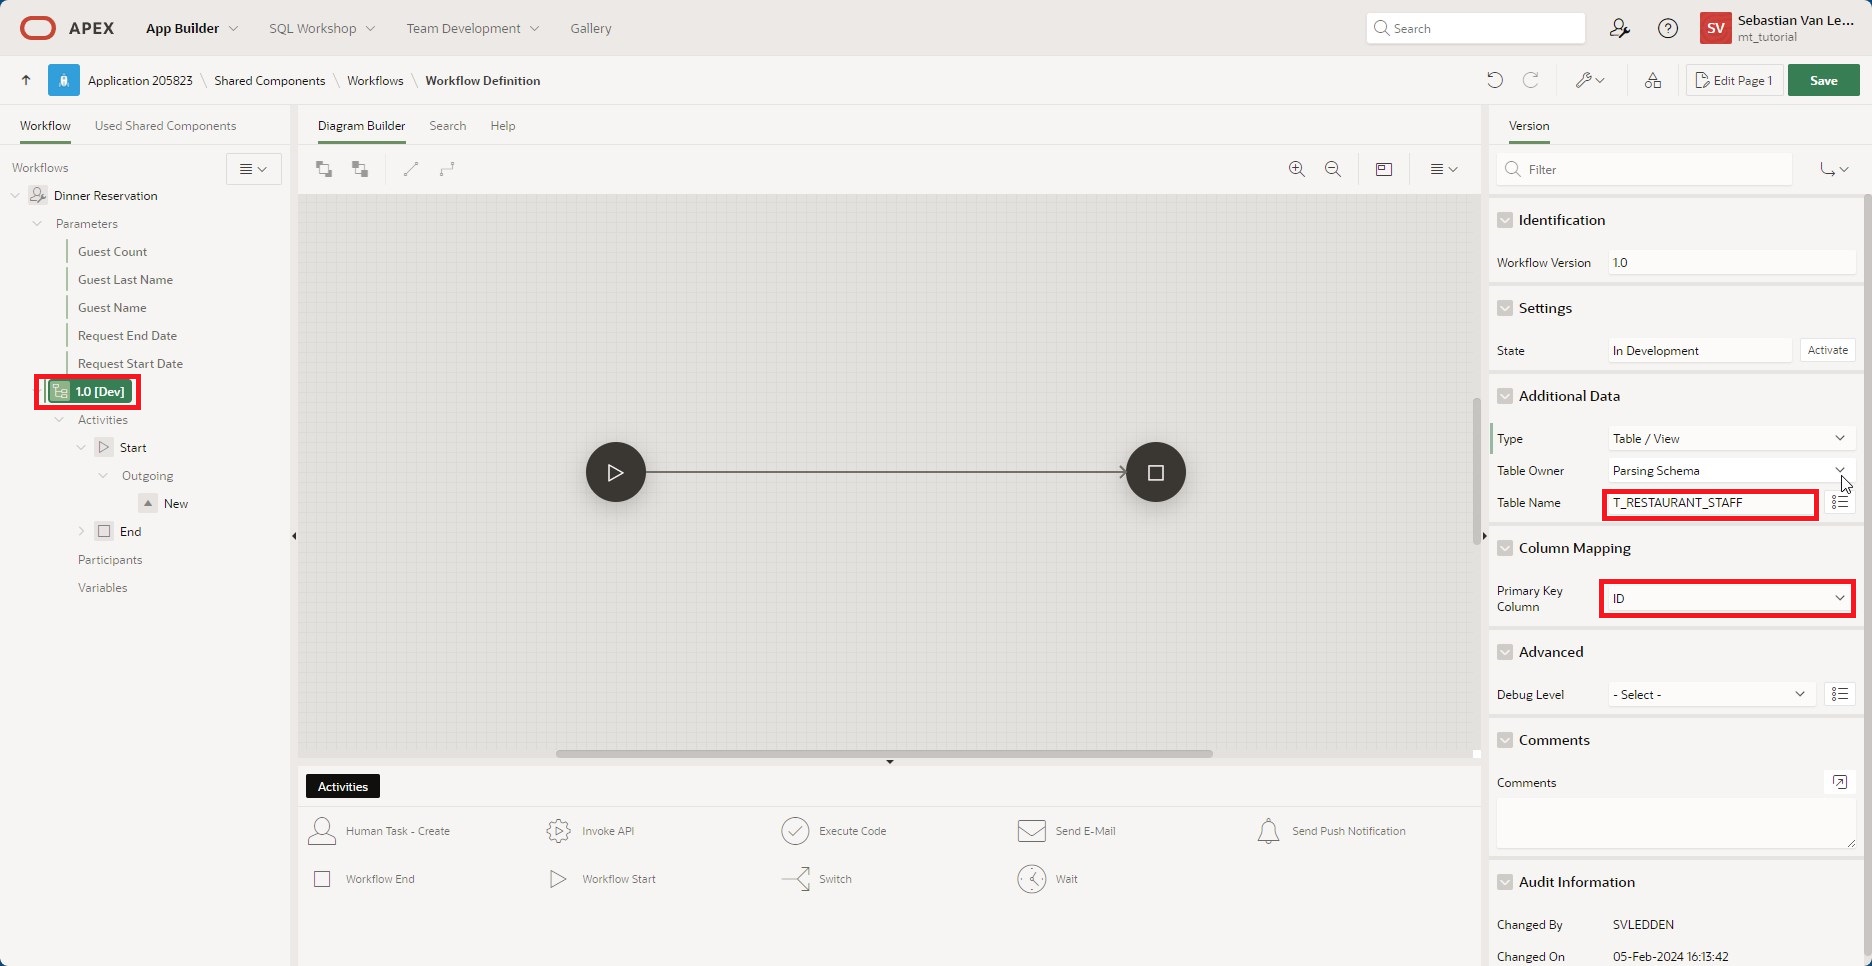 APEX
App Builder
SQL Workshop
Team Development
Gallery
Search
SV
Sebastian Van Le...
mt_tutorial
Application 205823
Shared Components
Workflows
Workflow Definition
Edit Page 1
Save
Workflow
Used Shared Components
Workflows
Dinner Reservation
Parameters
Guest Count
Guest Last Name
Guest Name
Request End Date
Request Start Date
1.0 [Dev]
Activities
Start
Outgoing
New
End
Participants
Variables
Diagram Builder
Search
Help
Activities
Human Task - Create
Invoke API
Execute Code
Send E-Mail
Send Push Notification
Workflow End
Workflow Start
Switch
Wait
Version
Filter
Identification
Workflow Version
1.0
Settings
State
In Development
Activate
Additional Data
Type
Table / View
Table Owner
Parsing Schema
Table Name
T_RESTAURANT_STAFF
Column Mapping
Primary Key
Column
ID
Advanced
Debug Level
- Select -
Comments
Comments
Audit Information
Changed By
SVLEDDEN
Changed On
05-Feb-2024 16:13:42